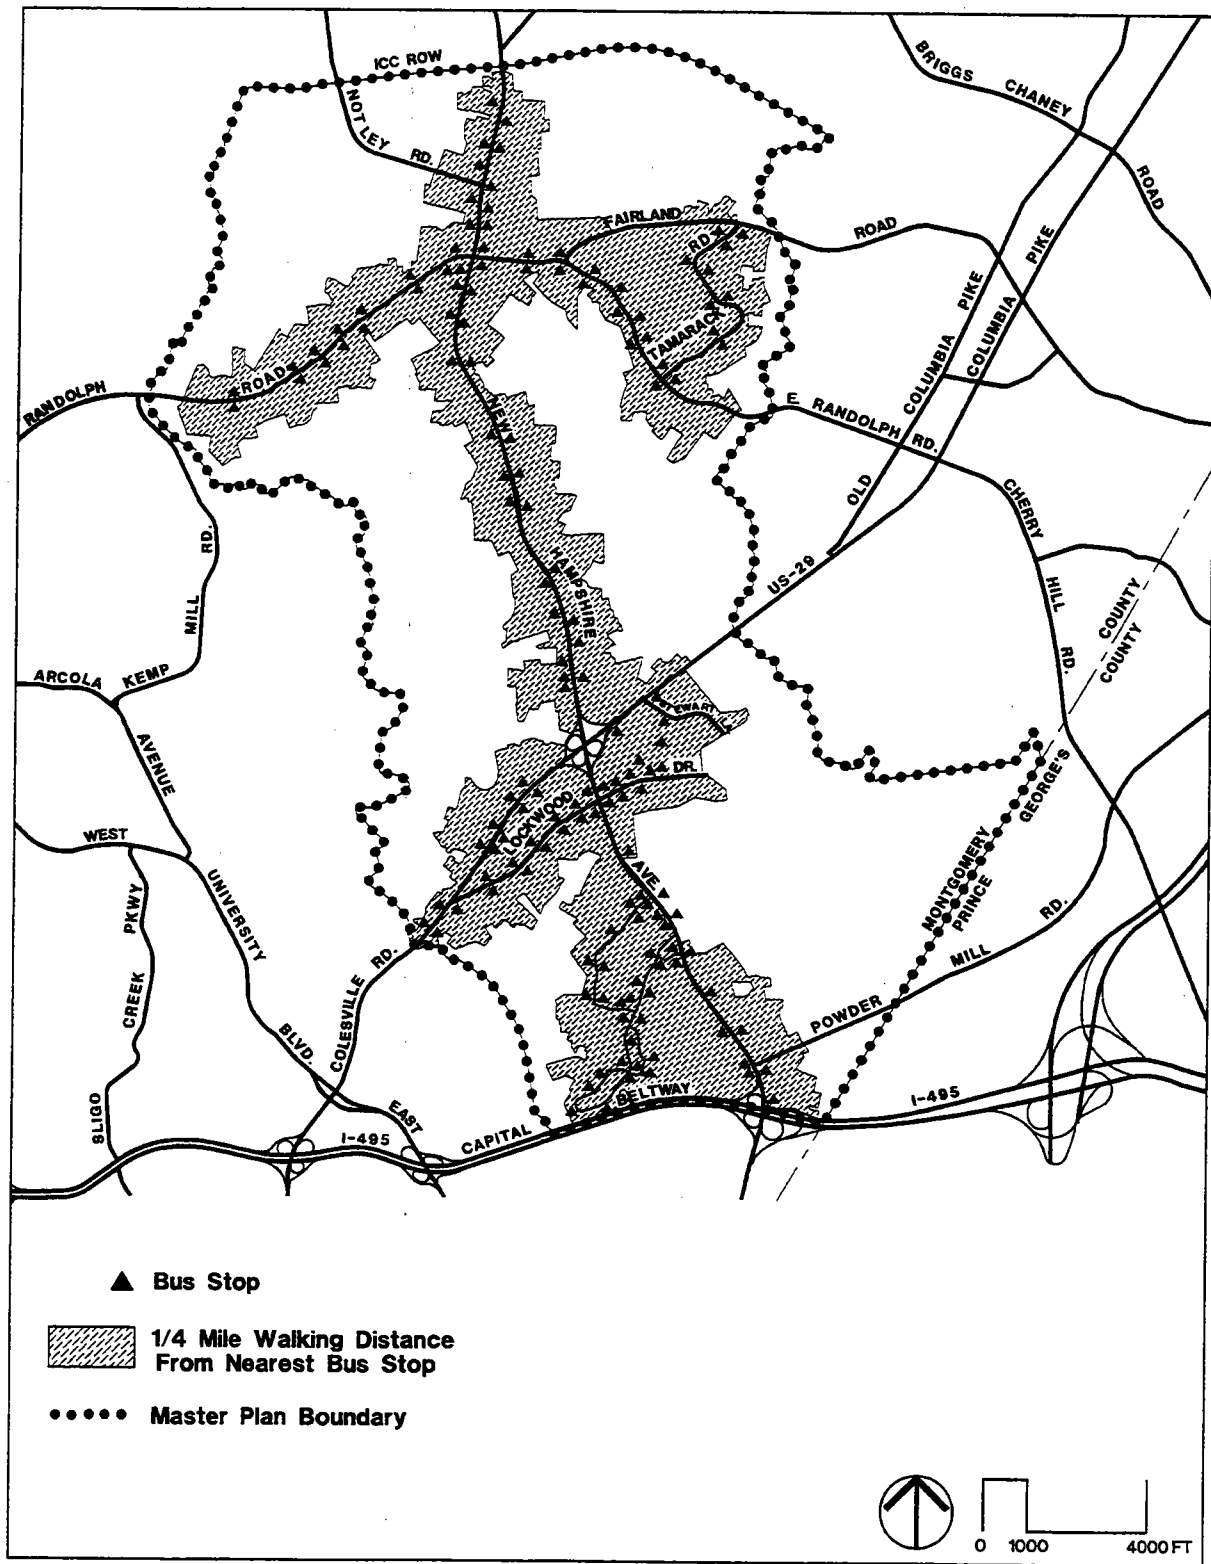 ICC ROW
BRIGGS
CHANEY
ROAD
NOTLEY
RD.
FAIRLAND
ROAD
RD.
TAMARACK
COLUMBIA PIKE
OLD COLUMBIA PIKE
RANDOLPH
ROAD
E. RANDOLPH RD.
NEW
HAMPSHIRE
AVE.
CHERRY
HILL
RD.
US-29
COUNTY
COUNTY
MILL
RD.
KEMP
ARCOLA
AVENUE
DR.
LOCKWOOD
MONTGOMERY
PRINCE
GEORGE'S
WEST
UNIVERSITY
BLVD.
EAST
SLIGO
CREEK
PKWY
COLESVILLE RD.
POWDER
MILL
RD.
CAPITAL
BELTWAY
I-495
I-495
Bus Stop
1/4 Mile Walking Distance
From Nearest Bus Stop
Master Plan Boundary
0 1000 4000 FT